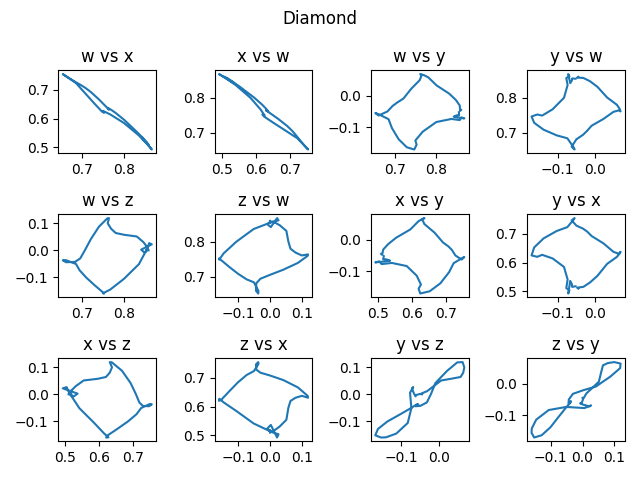 Diamond
w vs x
x vs w
w vs y
y vs w
0.7
0.6
0.5
0.7 0.8
0.8
0.7
0.5 0.6 0.7
0.0
−0.1
0.7 0.8
0.8
0.7
−0.1 0.0
w vs z
z vs w
x vs y
y vs x
0.1
0.0
−0.1
0.7 0.8
0.8
0.7
−0.1 0.0 0.1
0.0
−0.1
0.5 0.6 0.7
0.7
0.6
0.5
−0.1 0.0
x vs z
z vs x
y vs z
z vs y
0.1
0.0
−0.1
0.5 0.6 0.7
0.7
0.6
0.5
−0.1 0.0 0.1
0.1
0.0
−0.1
−0.1 0.0
0.0
−0.1
−0.1 0.0 0.1